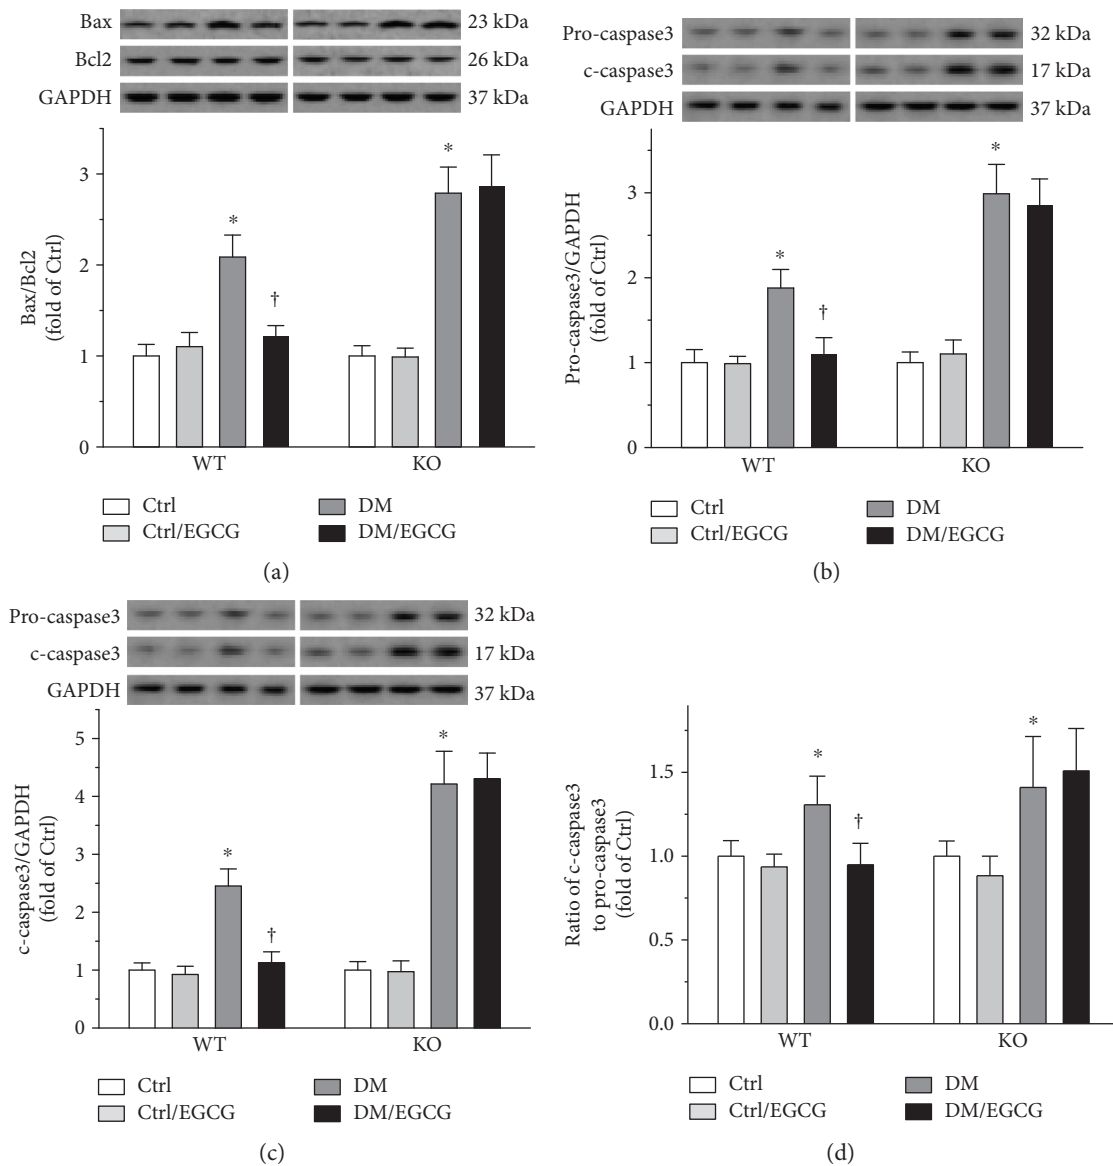 Bax 23 kDa
Bcl2 26 kDa
GAPDH 37 kDa
Bax/Bcl2
(fold of Ctrl)
3
2
1
0
*
†
*
WT KO
Ctrl DM
Ctrl/EGCG DM/EGCG
(a)
Pro-caspase3 32 kDa
c-caspase3 17 kDa
GAPDH 37 kDa
Pro-caspase3/GAPDH
(fold of Ctrl)
3
2
1
0
*
†
*
WT KO
Ctrl DM
Ctrl/EGCG DM/EGCG
(b)
Pro-caspase3 32 kDa
c-caspase3 17 kDa
GAPDH 37 kDa
c-caspase3/GAPDH
(fold of Ctrl)
5
4
3
2
1
0
*
†
*
WT KO
Ctrl DM
Ctrl/EGCG DM/EGCG
(c)
Ratio of c-caspase3
to pro-caspase3
(fold of Ctrl)
1.5
1.0
0.5
0.0
*
†
*
WT KO
Ctrl DM
Ctrl/EGCG DM/EGCG
(d)